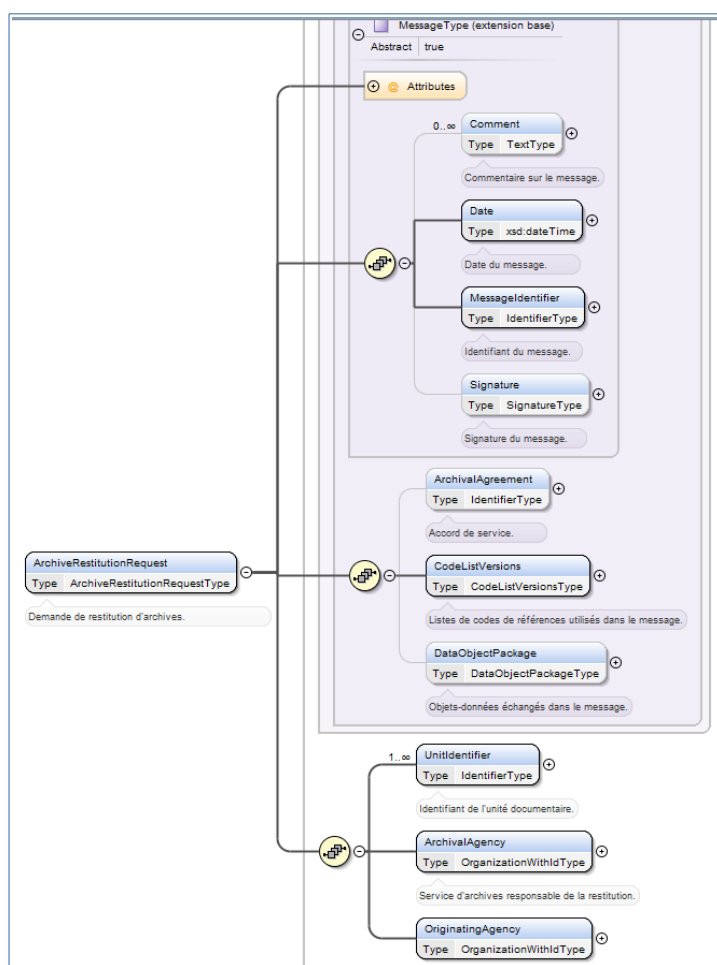 MessageType (extension base)
Abstract true
@ Attributes
0..∞
Comment
Type TextType
Commentaire sur le message.
Date
Type xsd:dateTime
Date du message.
MessageIdentifier
Type IdentifierType
Identifiant du message.
Signature
Type SignatureType
Signature du message.
ArchivalAgreement
Type IdentifierType
Accord de service.
ArchiveRestitutionRequest
Type ArchiveRestitutionRequestType
Demande de restitution d'archives.
CodeListVersions
Type CodeListVersionsType
Listes de codes de références utilisés dans le message.
DataObjectPackage
Type DataObjectPackageType
Objets-données échangés dans le message.
1..∞
UnitIdentifier
Type IdentifierType
Identifiant de l'unité documentaire.
ArchivalAgency
Type OrganizationWithIdType
Service d'archives responsable de la restitution.
OriginatingAgency
Type OrganizationWithIdType